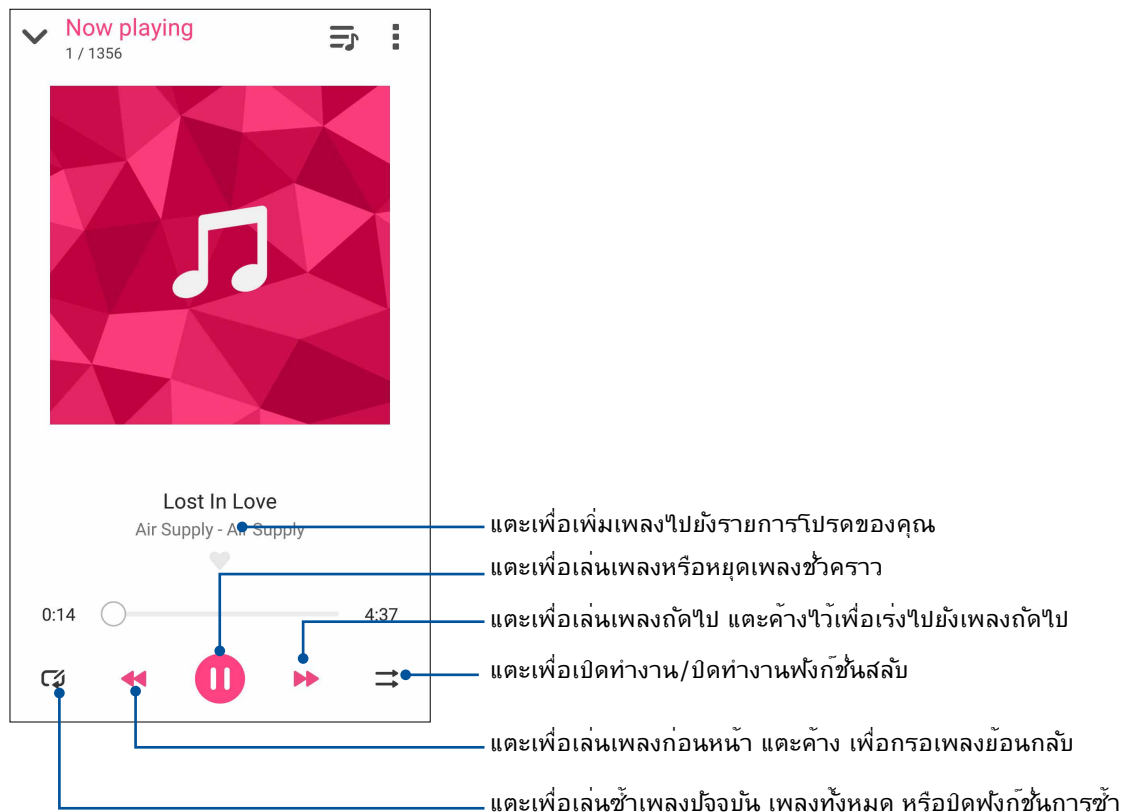 Now playing
1 / 1356
Lost In Love
Air Supply - Air Supply
แตะเพื่อเพิ่มเพลงไปยังรายการโปรดของคุณ
แตะเพื่อเล่นเพลงหรือหยุดเพลงชั่วคราว
0:14
4:37
แตะเพื่อเล่นเพลงถัดไป แตะค้างไว้เพื่อเร่งไปยังเพลงถัดไป
แตะเพื่อเปิดทำงาน/ปิดทำงานฟังก์ชั่นสลับ
แตะเพื่อเล่นเพลงก่อนหน้า แตะค้าง เพื่อกรอเพลงย้อนกลับ
แตะเพื่อเล่นซ้ำเพลงปัจจุบัน เพลงทั้งหมด หรือปิดฟังก์ชั่นการซ้ำ